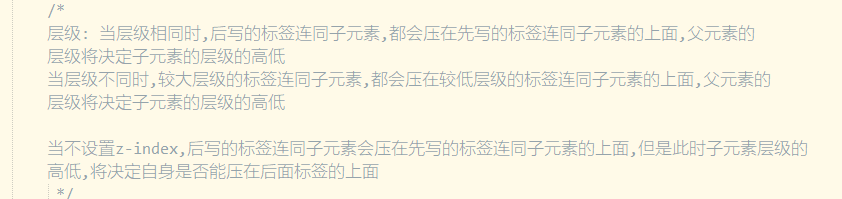 /*
层级: 当层级相同时,后写的标签连同子元素,都会压在先写的标签连同子元素的上面,父元素的
层级将决定子元素的层级的高低
当层级不同时,较大层级的标签连同子元素,都会压在较低层级的标签连同子元素的上面,父元素的
层级将决定子元素的层级的高低
当不设置z-index,后写的标签连同子元素会压在先写的标签连同子元素的上面,但是此时子元素层级的
高低,将决定自身是否能压在后面标签的上面
*/